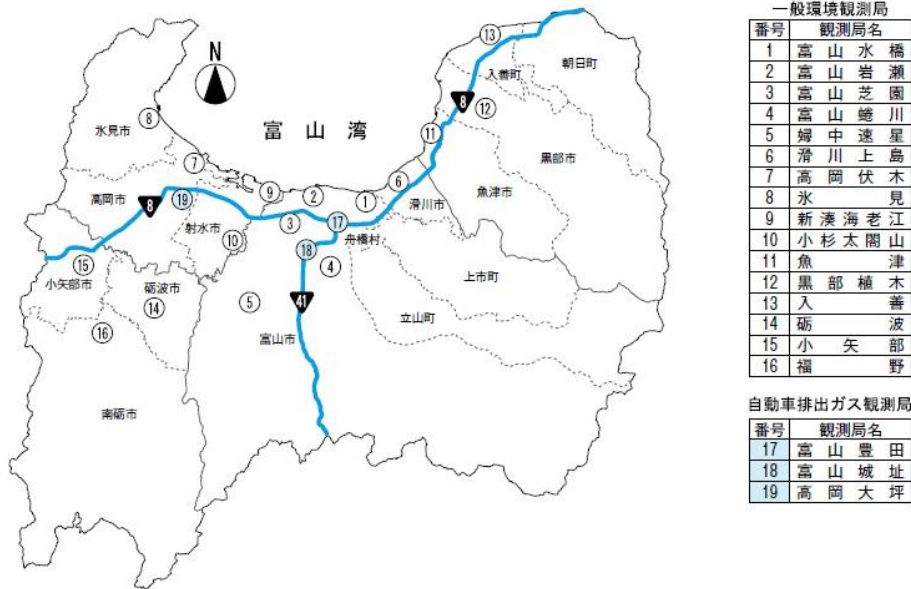 N
富山湾
朝日町
入善町
黒部市
魚津市
滑川市
舟橋村
上市町
立山町
富山市
射水市
高岡市
氷見市
小矢部市
砺波市
南砺市
8
8
41
①
②
③
④
⑤
⑥
⑦
⑧
⑨
⑩
⑪
⑫
⑬
⑭
⑮
⑯
⑰
⑱
⑲
一般環境観測局
番号 観測局名
1 富山水橋
2 富山岩瀬
3 富山芝園
4 富山蜷川
5 婦中速星
6 滑川上島
7 高岡伏木
8 氷見
9 新湊海老江
10 小杉太閤山
11 魚津
12 黒部植木
13 入善
14 砺波
15 小矢部
16 福野
自動車排出ガス観測局
番号 観測局名
17 富山豊田
18 富山城址
19 高岡大坪